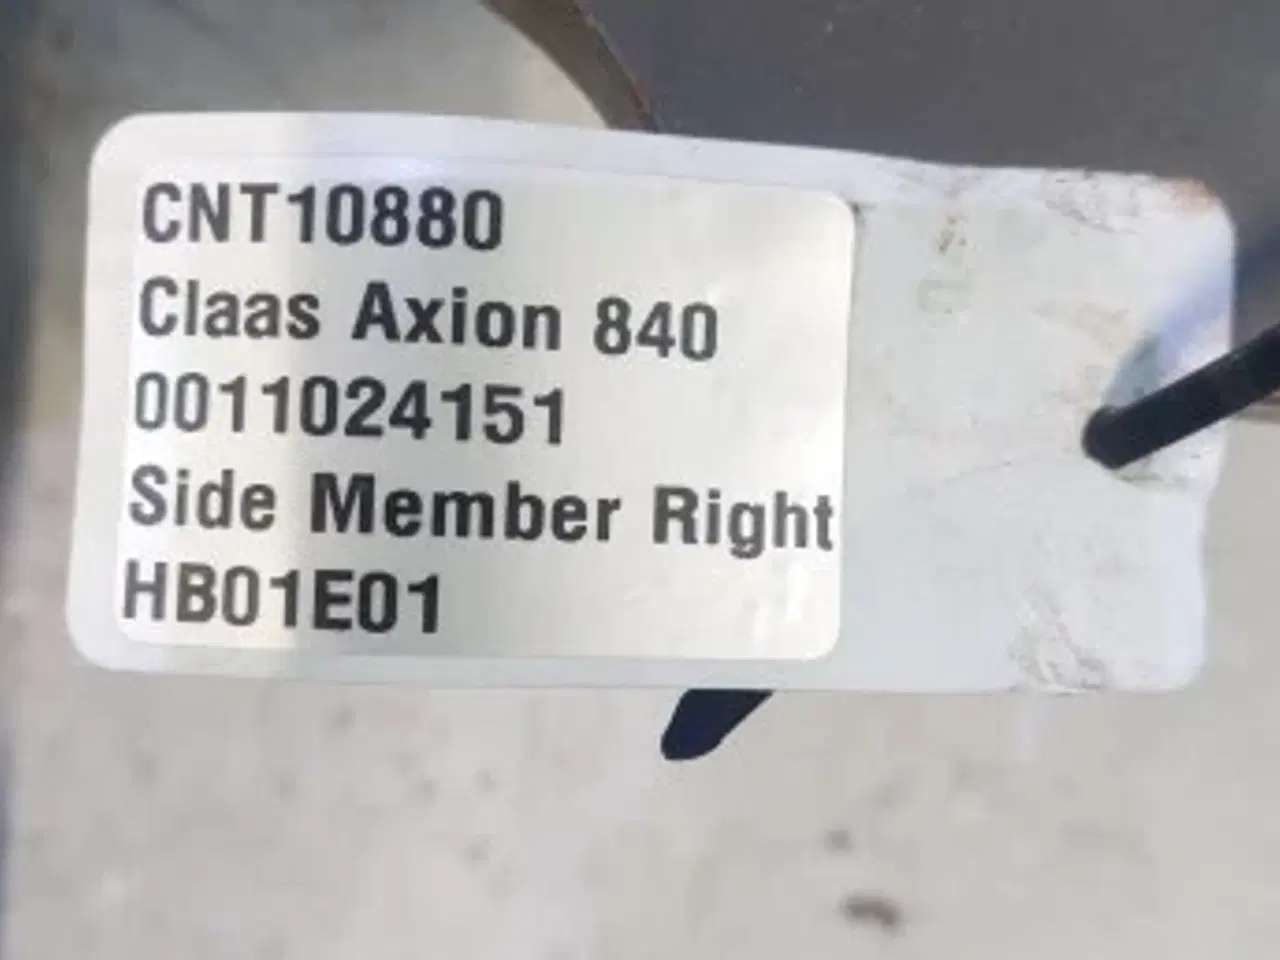 CNT10880
Claas Axion 840
0011024151
Side Member Right
HB01E01